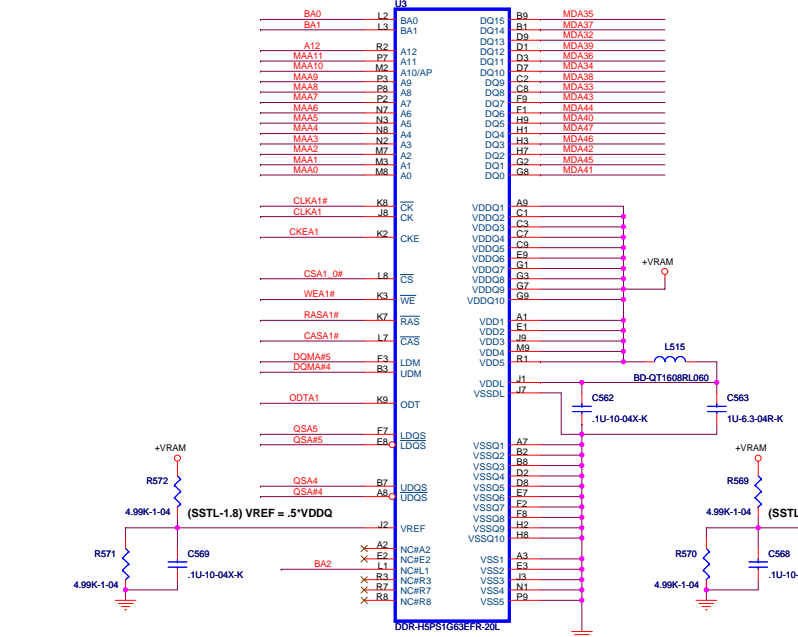 U3
BA0 L2 BA0 DQ15 B9 MDA35
BA1 L3 BA1 DQ14 B1 MDA37
DQ13 D9 MDA32
A12 R2 A12 DQ12 D1 MDA39
MAA11 P7 A11 DQ11 D3 MDA36
MAA10 M2 A10/AP DQ10 D7 MDA34
MAA9 P3 A9 DQ9 C2 MDA38
MAA8 P8 A8 DQ8 C8 MDA33
MAA7 P2 A7 DQ7 F9 MDA43
MAA6 N7 A6 DQ6 F1 MDA44
MAA5 N3 A5 DQ5 H9 MDA40
MAA4 N8 A4 DQ4 H1 MDA47
MAA3 N2 A3 DQ3 H3 MDA46
MAA2 M7 A2 DQ2 H7 MDA42
MAA1 M3 A1 DQ1 G2 MDA45
MAA0 M8 A0 DQ0 G8 MDA41
CLKA1# K8 CK VDDQ1 A9
CLKA1 J8 CK VDDQ2 C1
VDDQ3 C3
CKEA1 K2 CKE VDDQ4 C7
VDDQ5 C9
VDDQ6 E9
VDDQ7 G1
+VRAM
CSA1_0# L8 CS VDDQ8 G3
VDDQ9 G7
WEA1# K3 WE VDDQ10 G9
RASA1# K7 RAS VDD1 A1
VDD2 E1
CASA1# L7 CAS VDD3 J9
VDD4 M9
L515
DQMA#5 F3 LDM VDD5 R1
DQMA#4 B3 UDM
BD-QT1608RL060
VDDL J1
VSSDL J7
ODTA1 K9 ODT
C562 C563
.1U-10-04X-K 1U-6.3-04R-K
QSA5 F7 LDQS
QSA#5 E8 LDQS VSSQ1 A7
+VRAM VSSQ2 B2 +VRAM
VSSQ3 B8
VSSQ4 D2
R572 QSA4 B7 UDQS VSSQ5 D8 R569
QSA#4 A8 UDQS VSSQ6 E7
VSSQ7 F2
4.99K-1-04 (SSTL-1.8) VREF = .5*VDDQ VSSQ8 F8 4.99K-1-04 (SSTL
J2 VREF VSSQ9 H2
VSSQ10 H8
A2 NC#A2
R571 C569 E2 NC#E2 VSS1 A3 R570 C568
BA2 L1 NC#L1 VSS2 E3
.1U-10-04X-K R3 NC#R3 VSS3 J3 .1U-10-
4.99K-1-04 R7 NC#R7 VSS4 N1 4.99K-1-04
R8 NC#R8 VSS5 P9
DDR-H5PS1G63EFR-20L